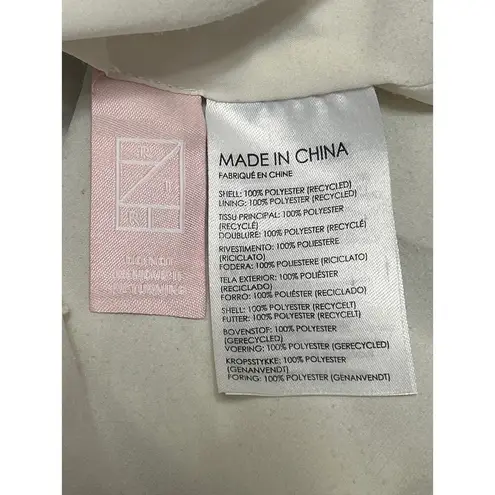 MADE IN CHINA
FABRIQUÉ EN CHINE
SHELL: 100% POLYESTER (RECYCLED)
LINING: 100% POLYESTER (RECYCLED)
TISSU PRINCIPAL: 100% POLYESTER
(RECYCLÉ)
DOUBLURE: 100% POLYESTER (RECYCLÉ)
RIVESTIMENTO: 100% POLIESTERE
(RICICLATO)
FODERA: 100% POLIESTERE (RICICLATO)
TELA EXTERIOR: 100% POLIÉSTER
(RECICLADO)
FORRO: 100% POLIÉSTER (RECICLADO)
SHELL: 100% POLYESTER (RECYCELT)
FUTTER: 100% POLYESTER (RECYCELT)
BOVENSTOF: 100% POLYESTER
(GERECYCLED)
VOERING: 100% POLYESTER (GERECYCLED)
KROPSSTYKKE: 100% POLYESTER
(GENANVENDT)
FORING: 100% POLYESTER (GENANVENDT)